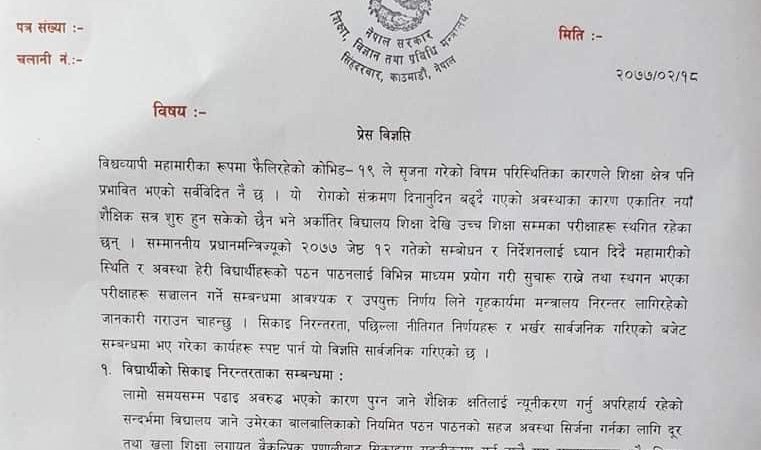 पत्र संख्या :-
चलानी नं.:-
नेपाल सरकार
शिक्षा, विज्ञान तथा प्रविधि मन्त्रालय
सिंहदरबार, काठमाडौं, नेपाल
मिति :-
२०७७/०२/१८
विषय :-
प्रेस विज्ञप्ति
विश्वव्यापी महामारीका रूपमा फैलिरहेको कोभिड- १९ ले सृजना गरेको विषम परिस्थितिका कारणले शिक्षा क्षेत्र पनि
प्रभावित भएको सर्वविदितै नै छ । यो रोगको संक्रमण दिनानुदिन बढ्दै गएको अवस्थाका कारण एकातिर नयाँ
शैक्षिक सत्र शुरु हुन सकेको छैन भने अर्कातिर विद्यालय शिक्षा देखि उच्च शिक्षा सम्मका परीक्षाहरू स्थगित रहेका
छन् । सम्माननीय प्रधानमन्त्रिज्यूको २०७७ जेष्ठ १२ गतेको सम्बोधन र निर्देशनलाई ध्यान दिदै महामारीको
स्थिति र अवस्था हेरी विद्यार्थीहरूको पठन पाठनलाई विभिन्न माध्यम प्रयोग गरी सुचारू राख्ने तथा स्थगन भएका
परीक्षाहरू सञ्चालन गर्ने सम्बन्धमा आवश्यक र उपयुक्त निर्णय लिने गृहकार्यमा मन्त्रालय निरन्तर लागिरहेको
जानकारी गराउन चाहन्छु । सिकाइ निरन्तरता, पछिल्ला नीतिगत निर्णयहरू र भर्खर सार्वजनिक गरिएको बजेट
सम्बन्धमा भए गरेका कार्यहरू स्पष्ट पार्न यो विज्ञप्ति सार्वजनिक गरिएको छ ।
१. विद्यार्थीको सिकाइ निरन्तरताका सम्बन्धमा :
लामो समयसम्म पढाइ अवरुद्ध भएको कारण पुग्न जाने शैक्षिक क्षतिलाई न्यूनीकरण गर्नु अपरिहार्य रहेको
सन्दर्भमा विद्यालय जाने उमेरका बालबालिकाको नियमित पठन पाठनको सहज अवस्था सिर्जना गर्नका लागि दूर
तथा खुला शिक्षा लगायत वैकल्पिक प्रणालीबाट